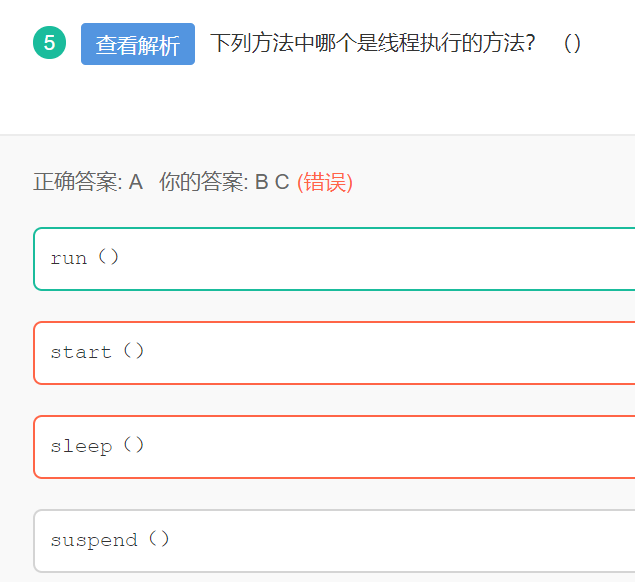 5 查看解析 下列方法中哪个是线程执行的方法? ()
正确答案: A 你的答案: B C (错误)
run()
start()
sleep()
suspend()